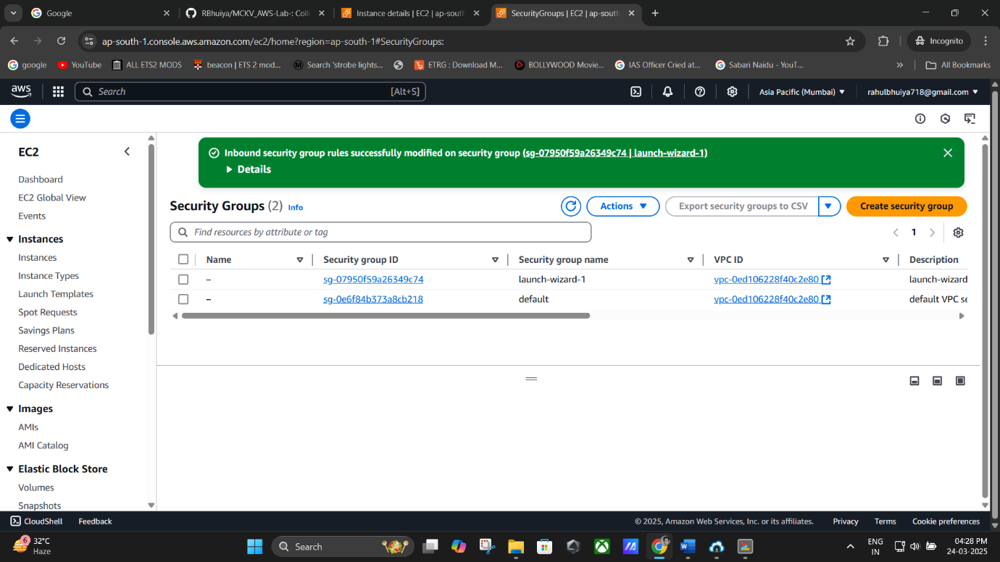 Google
RBhuiya/MCKV_AWS-Lab-: Coll
Instance details | EC2 | ap-south
SecurityGroups | EC2 | ap-south
ap-south-1.console.aws.amazon.com/ec2/home?region=ap-south-1#SecurityGroups:
Incognito
google
YouTube
ALL ETS2 MODS
beacon | ETS 2 mod...
Search 'strobe lights...
ETRG : Download M...
BOLLYWOOD Movie...
IAS Officer Cried at...
Sabari Naidu - YouT...
All Bookmarks
aws
Search
[Alt+S]
Asia Pacific (Mumbai)
rahulbhuiya718@gmail.com
EC2
Dashboard
EC2 Global View
Events
Instances
Instances
Instance Types
Launch Templates
Spot Requests
Savings Plans
Reserved Instances
Dedicated Hosts
Capacity Reservations
Images
AMIs
AMI Catalog
Elastic Block Store
Volumes
Snapshots
Inbound security group rules successfully modified on security group (sg-07950f59a26349c74 | launch-wizard-1)
Details
Security Groups (2) Info
Actions
Export security groups to CSV
Create security group
Find resources by attribute or tag
1
Name
Security group ID
Security group name
VPC ID
Description
– sg-07950f59a26349c74 launch-wizard-1 vpc-0ed106228f40c2e80 launch-wizard
– sg-0e6f84b373a8cb218 default vpc-0ed106228f40c2e80 default VPC se
CloudShell
Feedback
© 2025, Amazon Web Services, Inc. or its affiliates.
Privacy
Terms
Cookie preferences
6
32°C
Haze
Search
ENG
IN
04:28 PM
24-03-2025